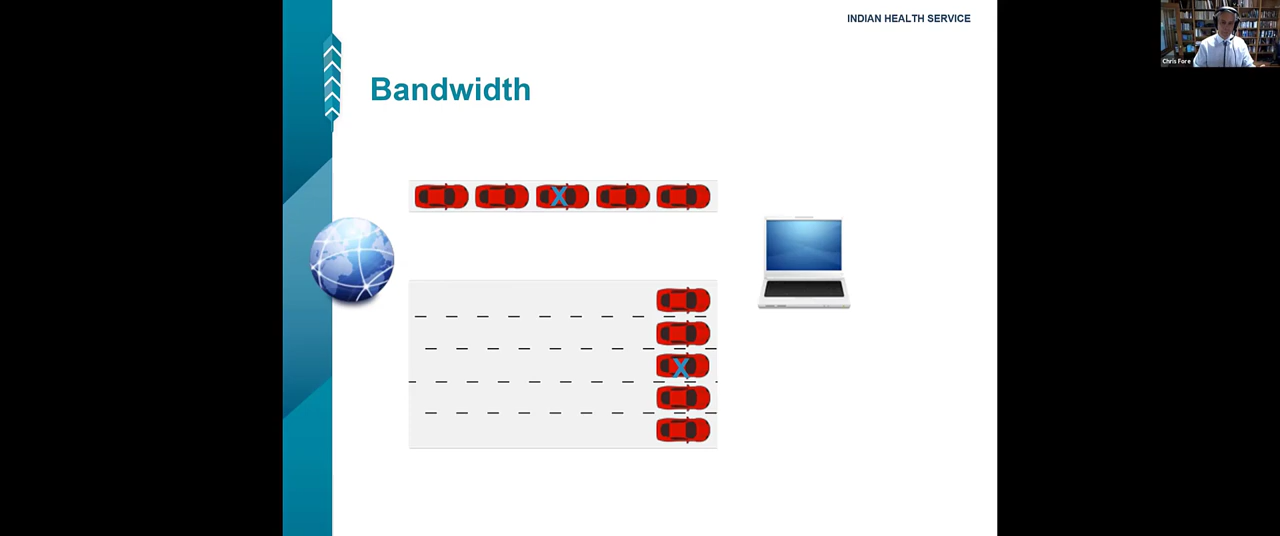 INDIAN HEALTH SERVICE
Chris Fore
Bandwidth
X
X